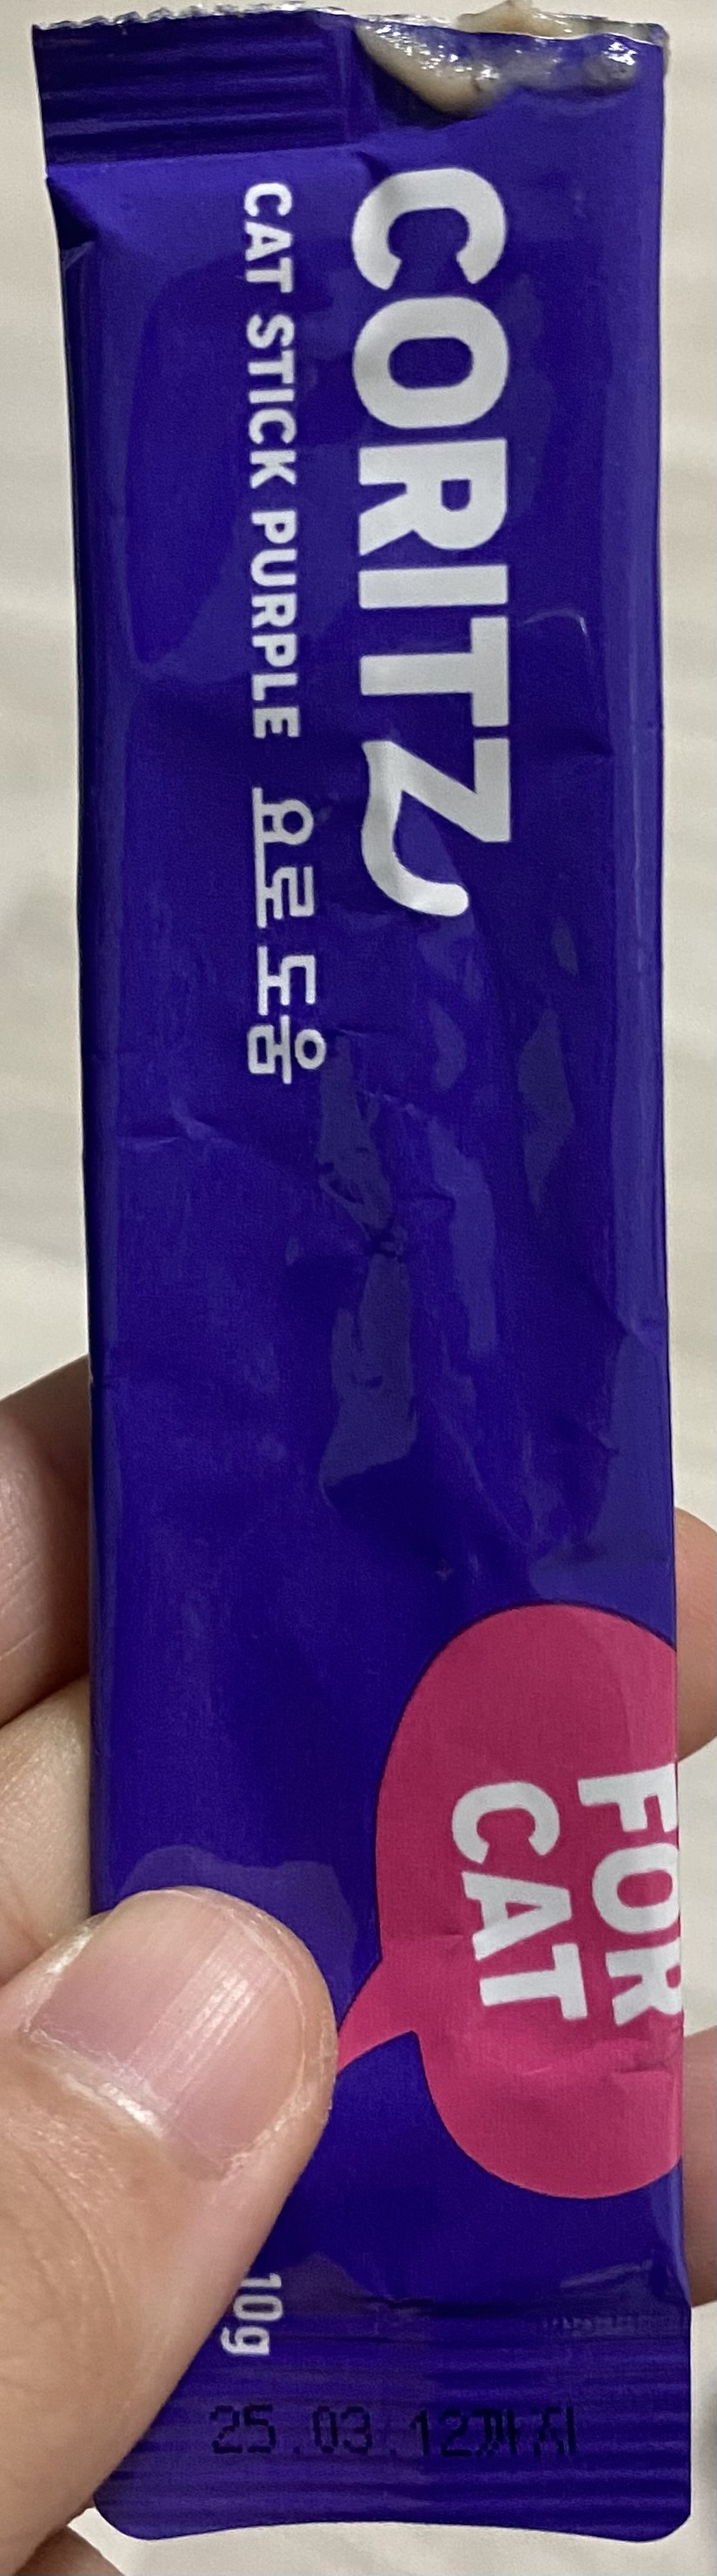 CORITZ
CAT STICK PURPLE 요로 도움
FOR
CAT
10g
25.03.12까지